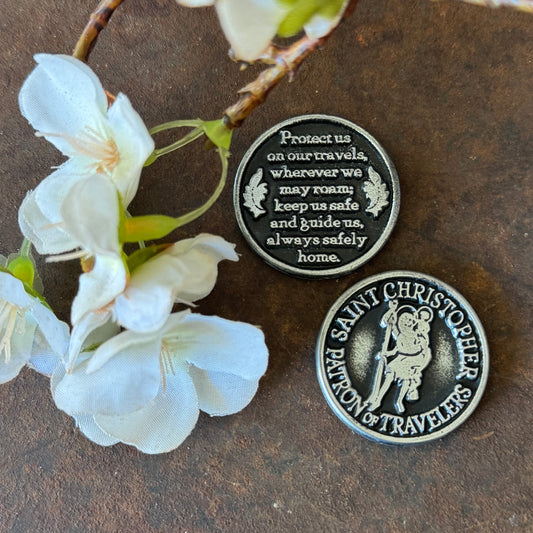 Protect us
on our travels,
wherever we
may roam;
keep us safe
and guide us,
always safely
home.
SAINT CHRISTOPHER
PATRON OF TRAVELERS